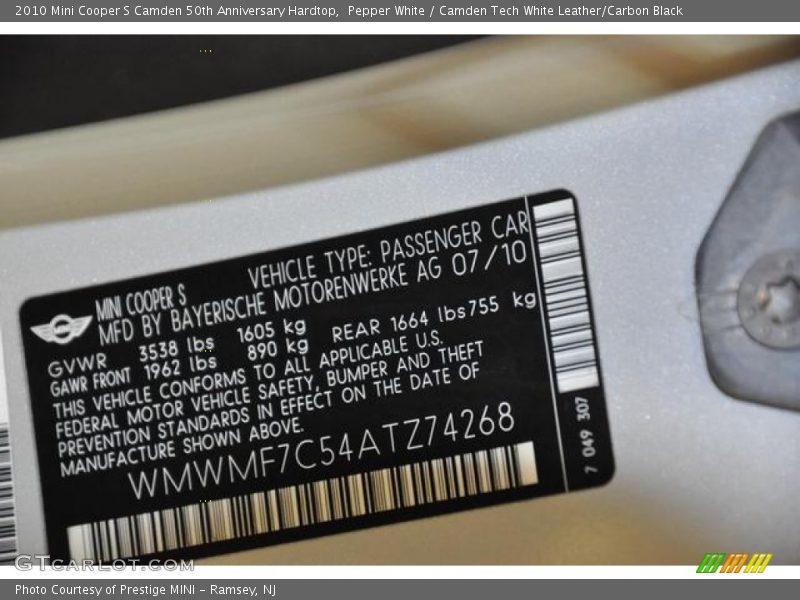 2010 Mini Cooper S Camden 50th Anniversary Hardtop,  Pepper White / Camden Tech White Leather/Carbon Black
MINI COOPER S VEHICLE TYPE: PASSENGER CAR
MFD BY BAYERISCHE MOTORENWERKE AG 07/10
GVWR 3538 lbs 1605 kg
GAWR FRONT 1962 lbs 890 kg REAR 1664 lbs 755 kg
THIS VEHICLE CONFORMS TO ALL APPLICABLE U.S.
FEDERAL MOTOR VEHICLE SAFETY, BUMPER AND THEFT
PREVENTION STANDARDS IN EFFECT ON THE DATE OF
MANUFACTURE SHOWN ABOVE.
WMWMF7C54ATZ74268
7 049 307
GTcarlot.com
Photo Courtesy of Prestige MINI - Ramsey, NJ